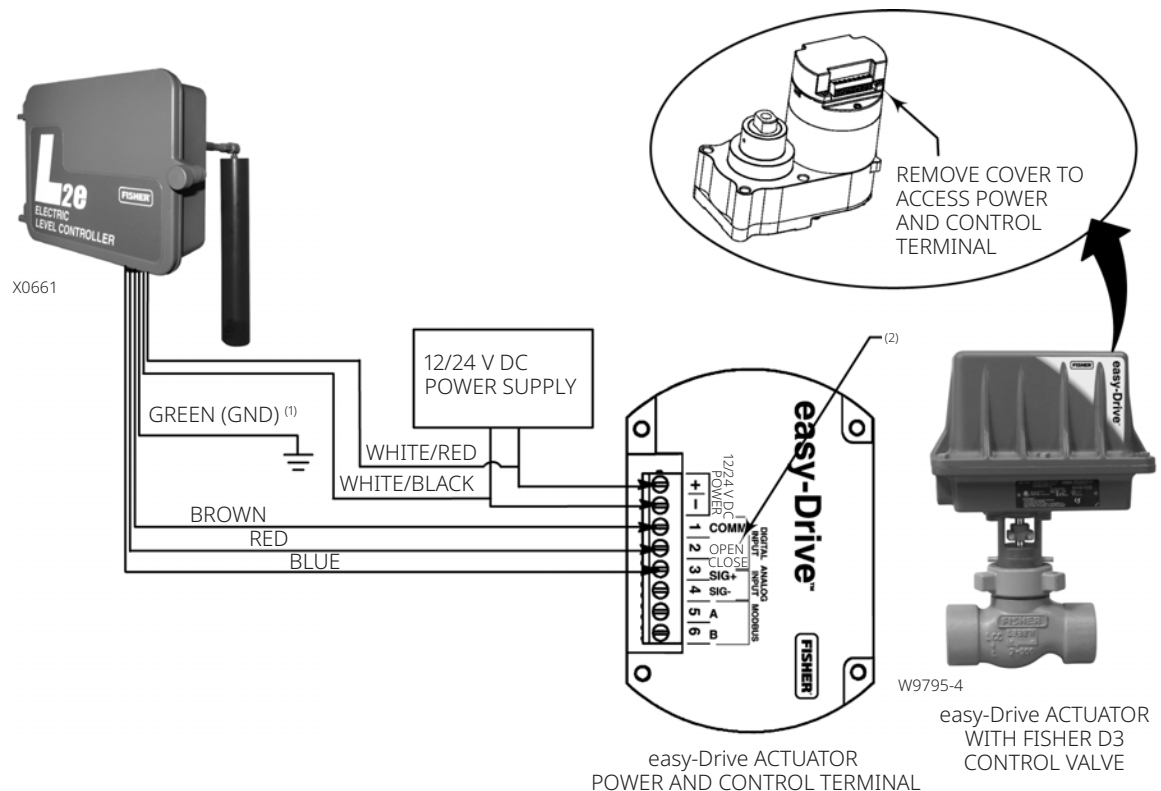 L2e
FISHER
ELECTRIC
LEVEL CONTROLLER
X0661
REMOVE COVER TO
ACCESS POWER
AND CONTROL
TERMINAL
12/24 V DC
POWER SUPPLY
(2)
GREEN (GND) (1)
WHITE/RED
WHITE/BLACK
BROWN
RED
BLUE
+
–
12/24 V DC
POWER
1 COMM
2 OPEN
CLOSE
3 SIG+
4 SIG-
5 A
6 B
DIGITAL
INPUT
ANALOG
INPUT
MODBUS
easy-Drive™
FISHER
easy-Drive ACTUATOR
POWER AND CONTROL TERMINAL
FISHER
easy-Drive
FISHER
W9795-4
easy-Drive ACTUATOR
WITH FISHER D3
CONTROL VALVE